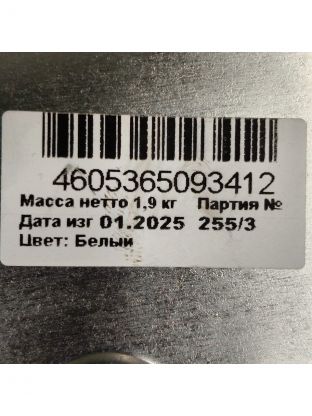 4605365093412
Масса нетто 1,9 кг Партия №
Дата изг 01.2025 255/3
Цвет: Белый